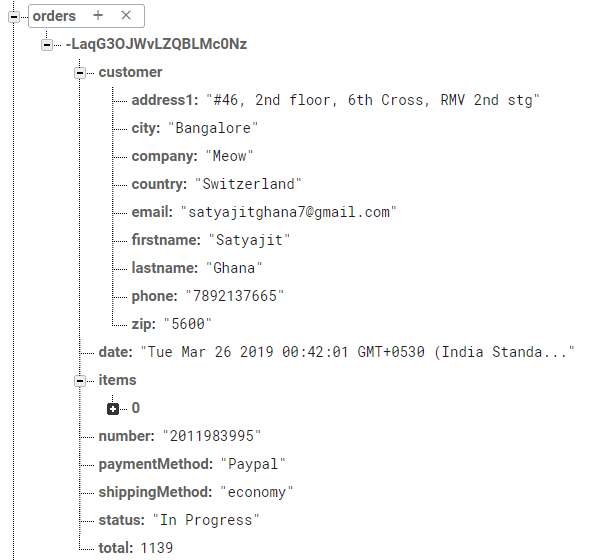 orders + ×
-LaqG3OJWvLZQBLMc0Nz
customer
address1: "#46, 2nd floor, 6th Cross, RMV 2nd stg"
city: "Bangalore"
company: "Meow"
country: "Switzerland"
email: "satyajitghana7@gmail.com"
firstname: "Satyajit"
lastname: "Ghana"
phone: "7892137665"
zip: "5600"
date: "Tue Mar 26 2019 00:42:01 GMT+0530 (India Standa..."
items
0
number: "2011983995"
paymentMethod: "Paypal"
shippingMethod: "economy"
status: "In Progress"
total: 1139